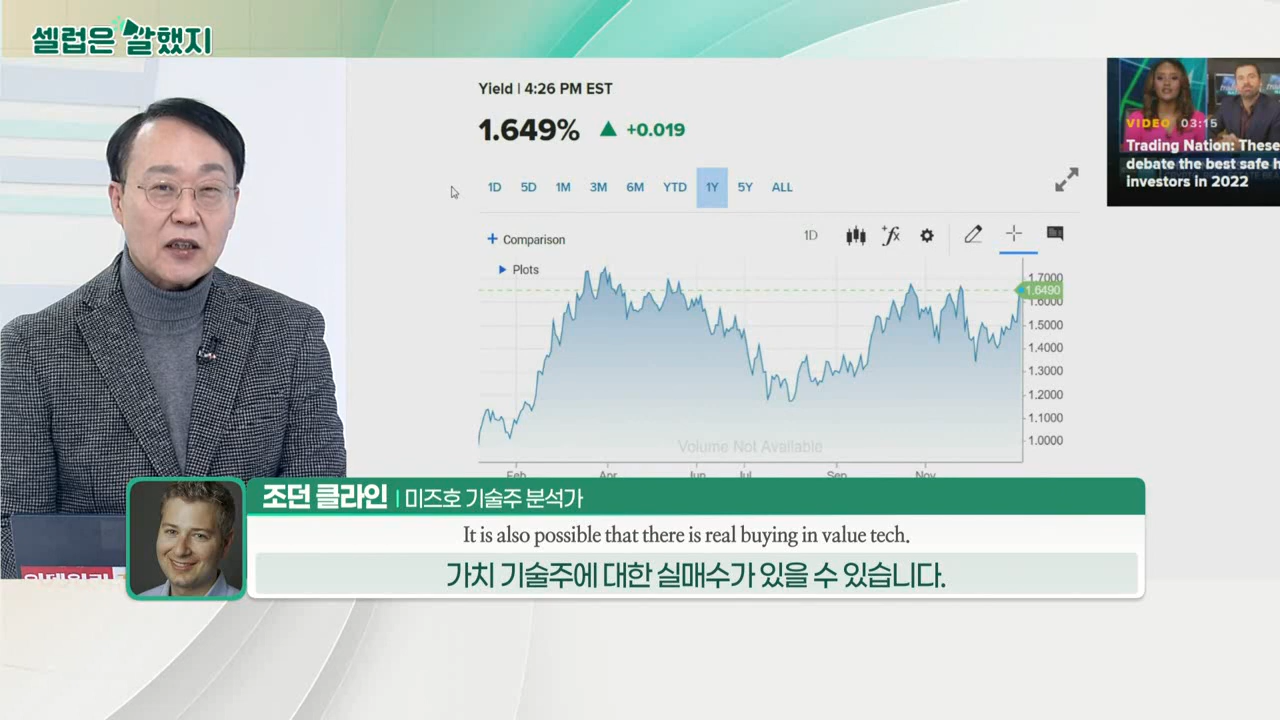 셀럽은 말했지
Yield | 4:26 PM EST
1.649% ▲ +0.019
1D 5D 1M 3M 6M YTD 1Y 5Y ALL
+ Comparison
1D
Plots
1.7000
1.6490
1.6000
1.5000
1.4000
1.3000
1.2000
1.1000
1.0000
Volume Not Available
Feb Apr Jun Jul Sep Nov
VIDEO 03:15
Trading Nation: These
debate the best safe h
investors in 2022
조던 클라인 | 미즈호 기술주 분석가
It is also possible that there is real buying in value tech.
가치 기술주에 대한 실매수가 있을 수 있습니다.